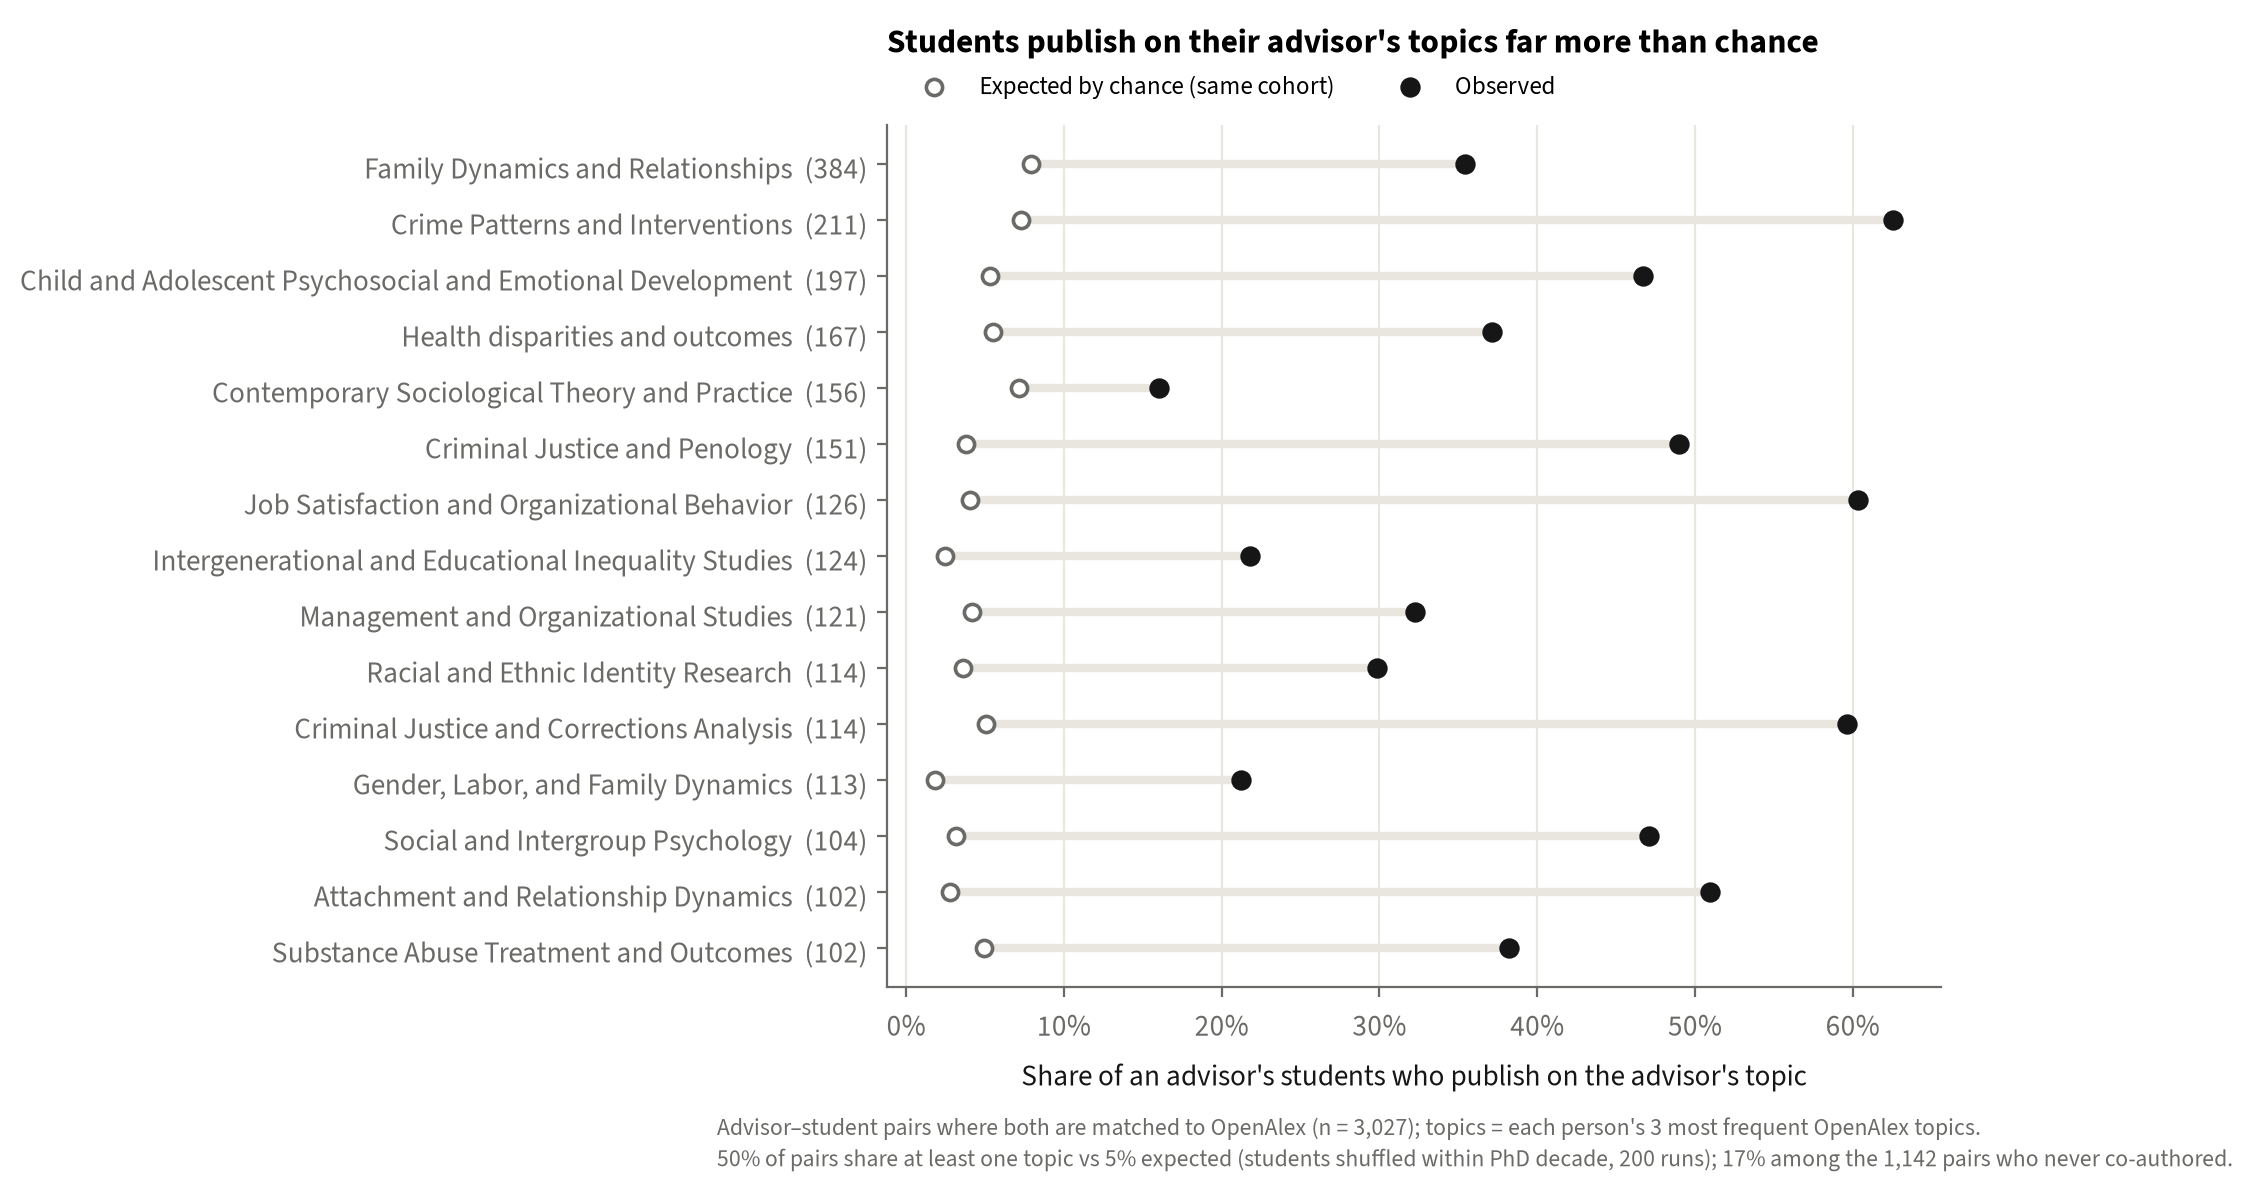 Students publish on their advisor's topics far more than chance
Expected by chance (same cohort) Observed
Family Dynamics and Relationships (384)
Crime Patterns and Interventions (211)
Child and Adolescent Psychosocial and Emotional Development (197)
Health disparities and outcomes (167)
Contemporary Sociological Theory and Practice (156)
Criminal Justice and Penology (151)
Job Satisfaction and Organizational Behavior (126)
Intergenerational and Educational Inequality Studies (124)
Management and Organizational Studies (121)
Racial and Ethnic Identity Research (114)
Criminal Justice and Corrections Analysis (114)
Gender, Labor, and Family Dynamics (113)
Social and Intergroup Psychology (104)
Attachment and Relationship Dynamics (102)
Substance Abuse Treatment and Outcomes (102)
0% 10% 20% 30% 40% 50% 60%
Share of an advisor's students who publish on the advisor's topic
Advisor–student pairs where both are matched to OpenAlex (n = 3,027); topics = each person's 3 most frequent OpenAlex topics.
50% of pairs share at least one topic vs 5% expected (students shuffled within PhD decade, 200 runs); 17% among the 1,142 pairs who never co-authored.